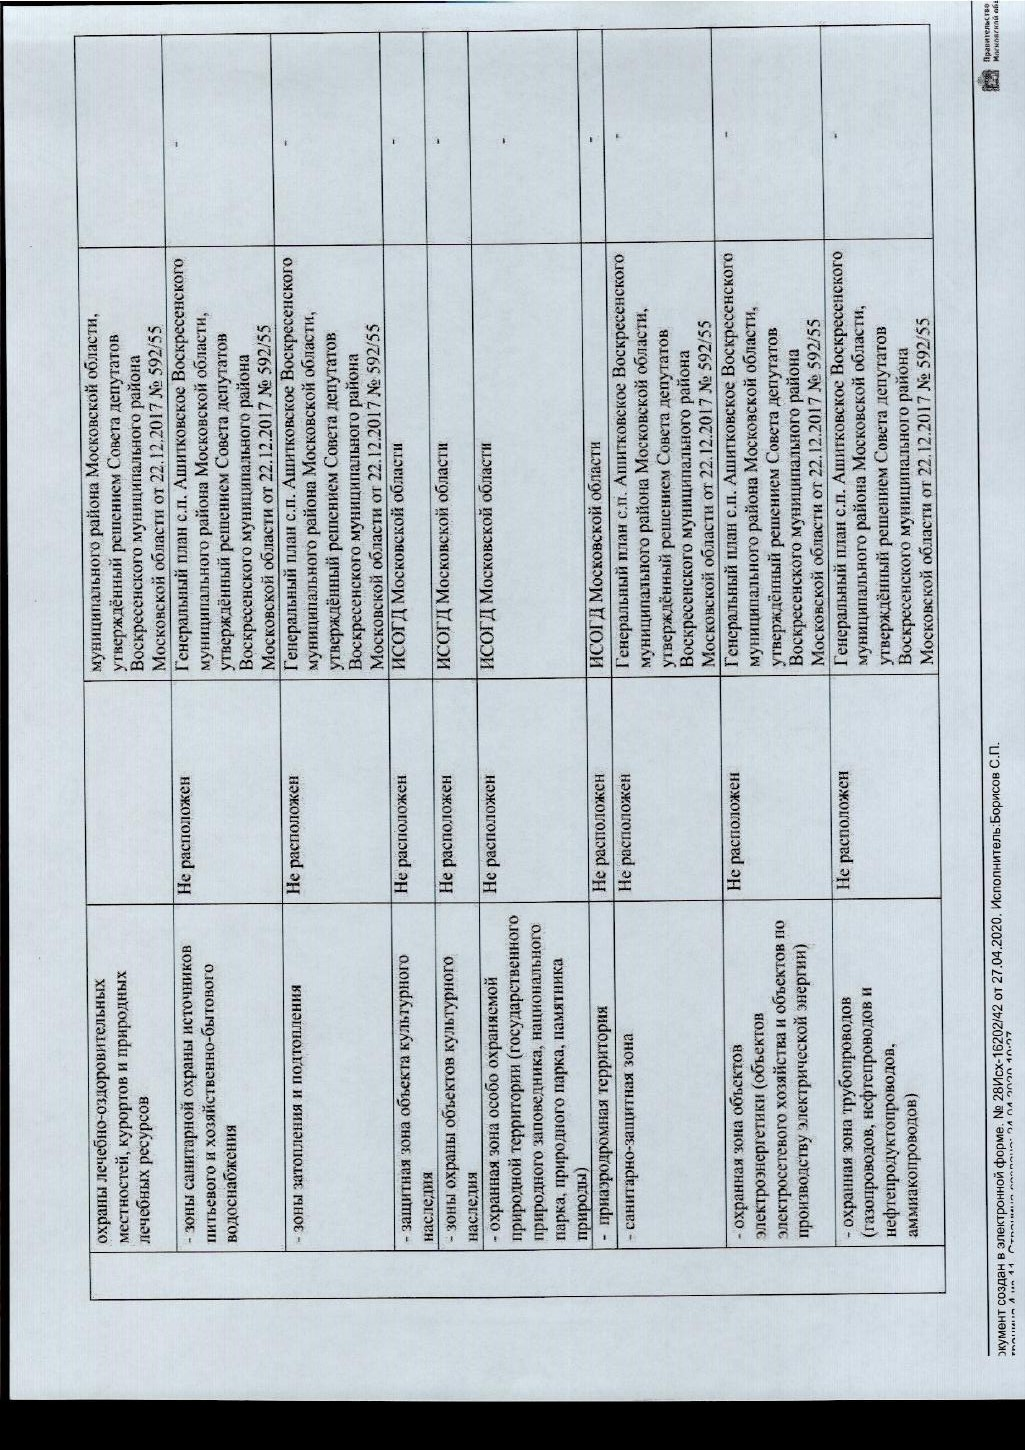 охраны лечебно-оздоровительных
местностей, курортов и природных
лечебных ресурсов
муниципального района Московской области,
утверждённый решением Совета депутатов
Воскресенского муниципального района
Московской области от 22.12.2017 № 592/55
- зоны санитарной охраны источников
питьевого и хозяйственно-бытового
водоснабжения
Не расположен
Генеральный план с.п. Ашитковское Воскресенского
муниципального района Московской области,
утверждённый решением Совета депутатов
Воскресенского муниципального района
Московской области от 22.12.2017 № 592/55
-
- зоны затопления и подтопления
Не расположен
Генеральный план с.п. Ашитковское Воскресенского
муниципального района Московской области,
утверждённый решением Совета депутатов
Воскресенского муниципального района
Московской области от 22.12.2017 № 592/55
-
- защитная зона объекта культурного
наследия
Не расположен
ИСОГД Московской области
-
- зоны охраны объектов культурного
наследия
Не расположен
ИСОГД Московской области
-
- охранная зона особо охраняемой
природной территории (государственного
природного заповедника, национального
парка, природного парка, памятника
природы)
Не расположен
ИСОГД Московской области
-
- приаэродромная территория
Не расположен
ИСОГД Московской области
-
- санитарно-защитная зона
Не расположен
Генеральный план с.п. Ашитковское Воскресенского
муниципального района Московской области,
утверждённый решением Совета депутатов
Воскресенского муниципального района
Московской области от 22.12.2017 № 592/55
-
- охранная зона объектов
электроэнергетики (объектов
электросетевого хозяйства и объектов по
производству электрической энергии)
Не расположен
Генеральный план с.п. Ашитковское Воскресенского
муниципального района Московской области,
утверждённый решением Совета депутатов
Воскресенского муниципального района
Московской области от 22.12.2017 № 592/55
-
- охранная зона трубопроводов
(газопроводов, нефтепроводов и
нефтепродуктопроводов,
аммиакопроводов)
Не расположен
Генеральный план с.п. Ашитковское Воскресенского
муниципального района Московской области,
утверждённый решением Совета депутатов
Воскресенского муниципального района
Московской области от 22.12.2017 № 592/55
-
окумент создан в электронной форме. № 28Исх-16202/42 от 27.04.2020. Исполнитель:Борисов С.П.
Правительство